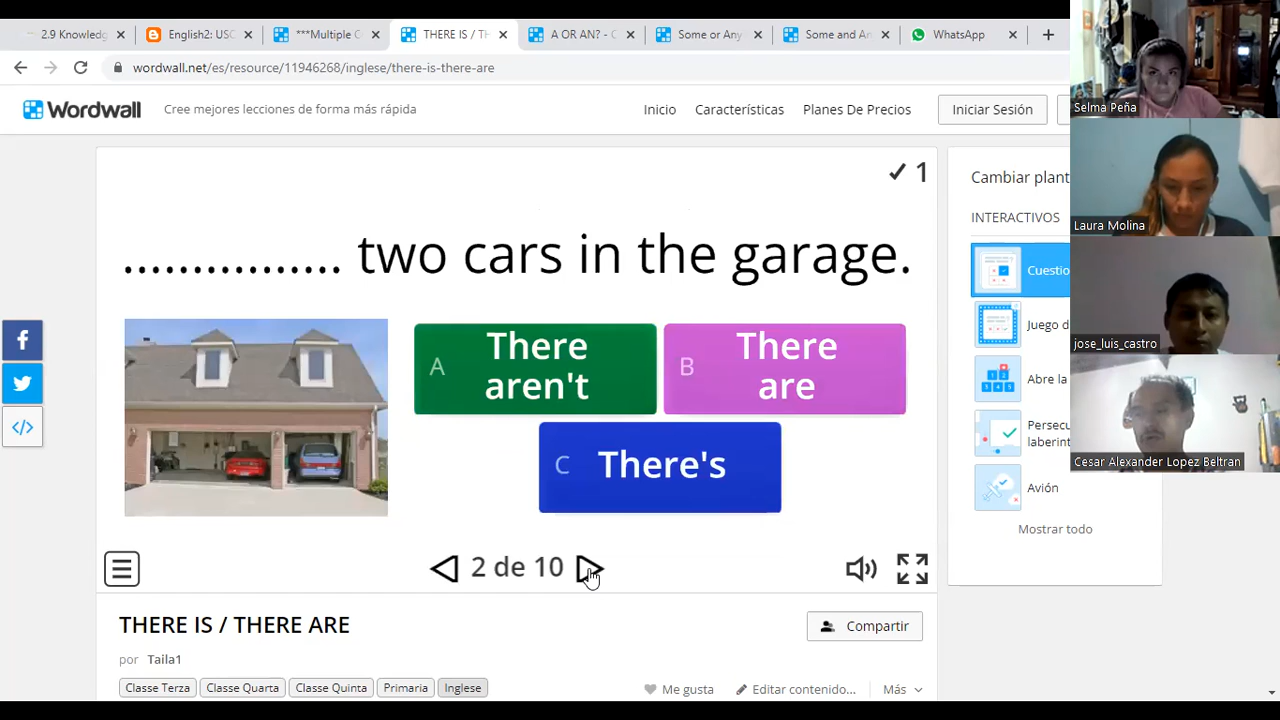 2.9 Knowledg
English2: USC
***Multiple C
THERE IS / TH
A OR AN? - C
Some or Any
Some and An
WhatsApp
wordwall.net/es/resource/11946268/inglese/there-is-there-are
Wordwall
Cree mejores lecciones de forma más rápida
Inicio
Características
Planes De Precios
Iniciar Sesión
✓ 1
................ two cars in the garage.
A There aren't
B There are
C There's
2 de 10
THERE IS / THERE ARE
Compartir
por Taila1
Classe Terza
Classe Quarta
Classe Quinta
Primaria
Inglese
Me gusta
Editar contenido...
Más
Cambiar plant
INTERACTIVOS
Cuestio
Juego d
Abre la
Persecu
laberint
Avión
Mostrar todo
Selma Peña
Laura Molina
jose_luis_castro
Cesar Alexander Lopez Beltran